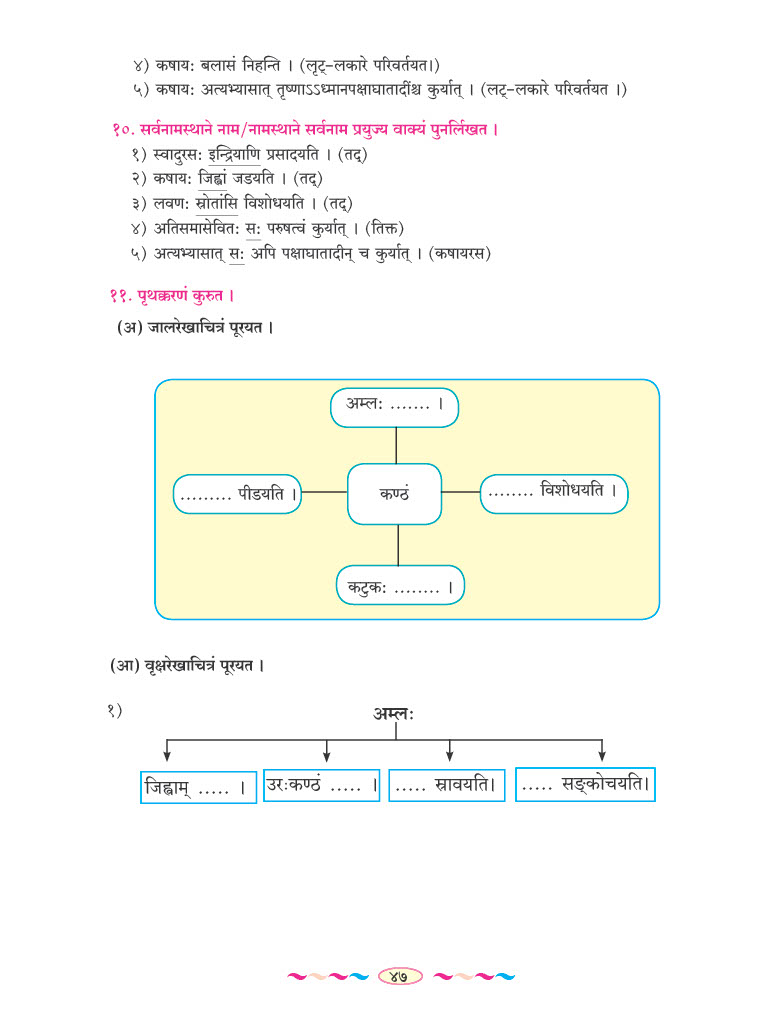 ४) कषाय: बलासं निहन्ति । (लृट्-लकारे परिवर्तयत।)
५) कषाय: अत्यभ्यासात् तृष्णाऽऽध्मानपक्षाघातादींश्च कुर्यात् । (लट्-लकारे परिवर्तयत ।)
१०. सर्वनामस्थाने नाम/नामस्थाने सर्वनाम प्रयुज्य वाक्यं पुनर्लिखत ।
१) स्वादुरस: इन्द्रियाणि प्रसादयति । (तद्)
२) कषाय: जिह्वां जडयति । (तद्)
३) लवण: स्रोतांसि विशोधयति । (तद्)
४) अतिसमासेवित: स: परुषत्वं कुर्यात् । (तिक्त)
५) अत्यभ्यासात् स: अपि पक्षाघातादीन् च कुर्यात् । (कषायरस)
११. पृथक्करणं कुरुत ।
(अ) जालरेखाचित्रं पूरयत ।
अम्ल: ....... ।
......... पीडयति ।
कण्ठं
........ विशोधयति ।
कटुक: ........ ।
(आ) वृक्षरेखाचित्रं पूरयत ।
१)
अम्लः
जिह्वाम् ..... ।
उरःकण्ठं ..... ।
..... स्रावयति।
..... सङ्कोचयति।
४७